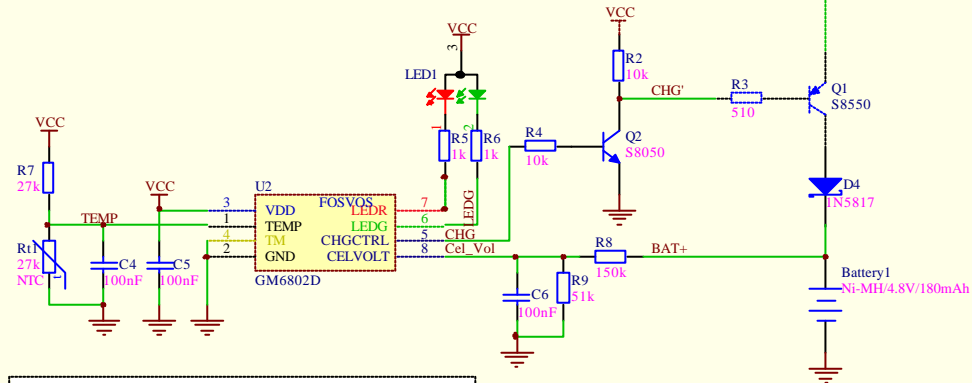 VCC
R2
10k
CHG'
R3
510
Q1
S8550
VCC
3
LED1
1
2
R5
1k
R6
1k
R4
10k
Q2
S8050
VCC
R7
27k
VCC
TEMP
Rt1
27k
NTC
t
C4
100nF
C5
100nF
U2
FOSVOS
3 VDD
1 TEMP
4 TM
2 GND
LEDR 7
LEDG 6
CHGCTRL 5
CELVOLT 8
GM6802D
LEDG
CHG
Cel_Vol
R8
150k
BAT+
C6
100nF
R9
51k
D4
1N5817
Battery1
Ni-MH/4.8V/180mAh